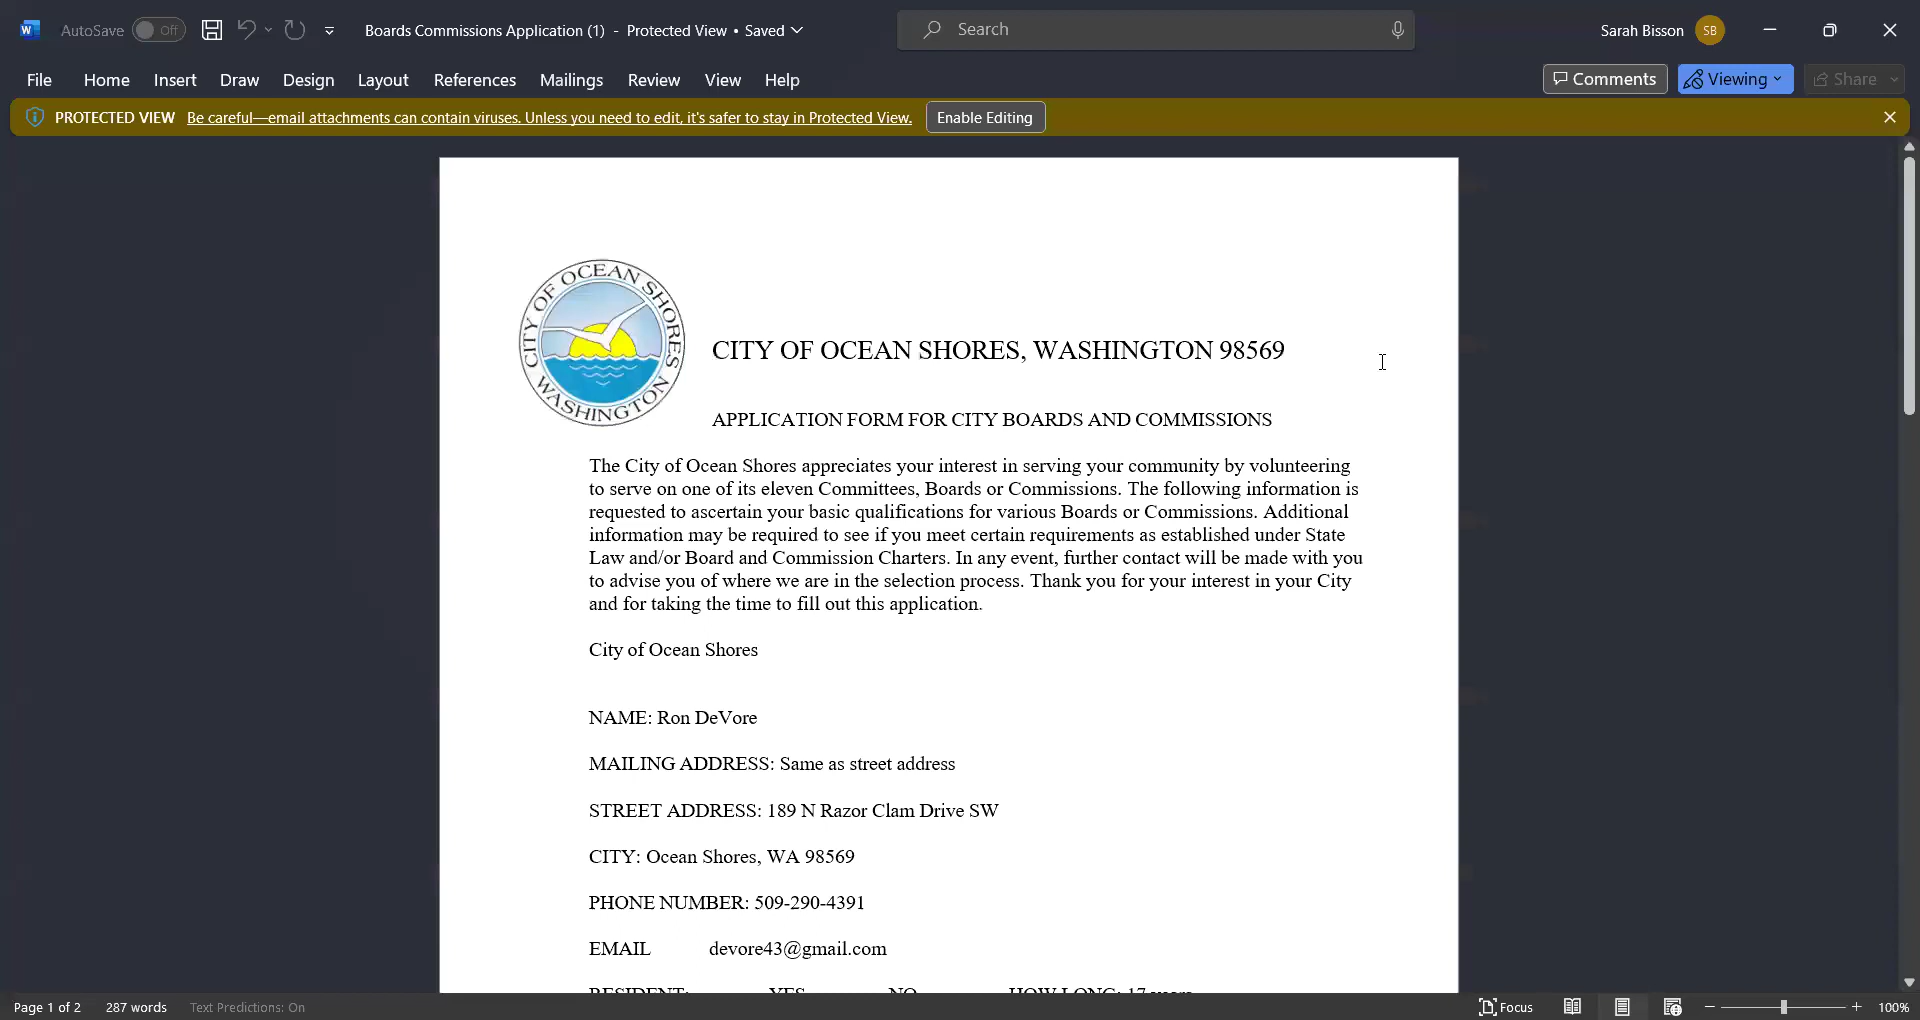 AutoSave Off Boards Commissions Application (1) - Protected View • Saved Search Sarah Bisson SB
File Home Insert Draw Design Layout References Mailings Review View Help Comments Viewing Share
PROTECTED VIEW Be careful—email attachments can contain viruses. Unless you need to edit, it's safer to stay in Protected View. Enable Editing
CITY OF OCEAN SHORES
WASHINGTON
CITY OF OCEAN SHORES, WASHINGTON 98569
APPLICATION FORM FOR CITY BOARDS AND COMMISSIONS
The City of Ocean Shores appreciates your interest in serving your community by volunteering
to serve on one of its eleven Committees, Boards or Commissions. The following information is
requested to ascertain your basic qualifications for various Boards or Commissions. Additional
information may be required to see if you meet certain requirements as established under State
Law and/or Board and Commission Charters. In any event, further contact will be made with you
to advise you of where we are in the selection process. Thank you for your interest in your City
and for taking the time to fill out this application.
City of Ocean Shores
NAME: Ron DeVore
MAILING ADDRESS: Same as street address
STREET ADDRESS: 189 N Razor Clam Drive SW
CITY: Ocean Shores, WA 98569
PHONE NUMBER: 509-290-4391
EMAIL devore43@gmail.com
RESIDENT: YES NO HOW LONG: 17 years
Page 1 of 2 287 words Text Predictions: On Focus 100%